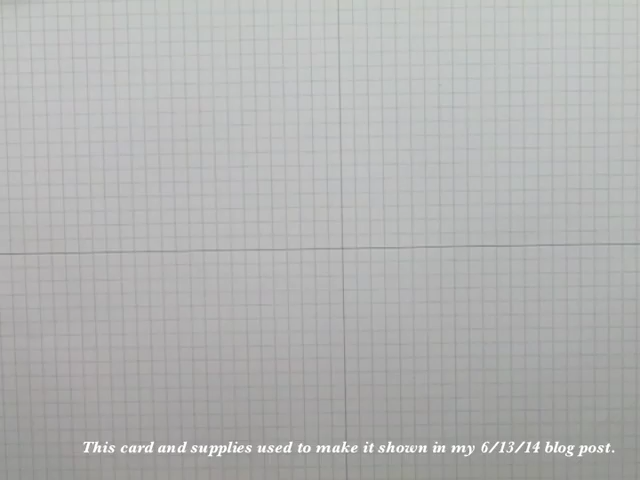 This card and supplies used to make it shown in my 6/13/14 blog post.